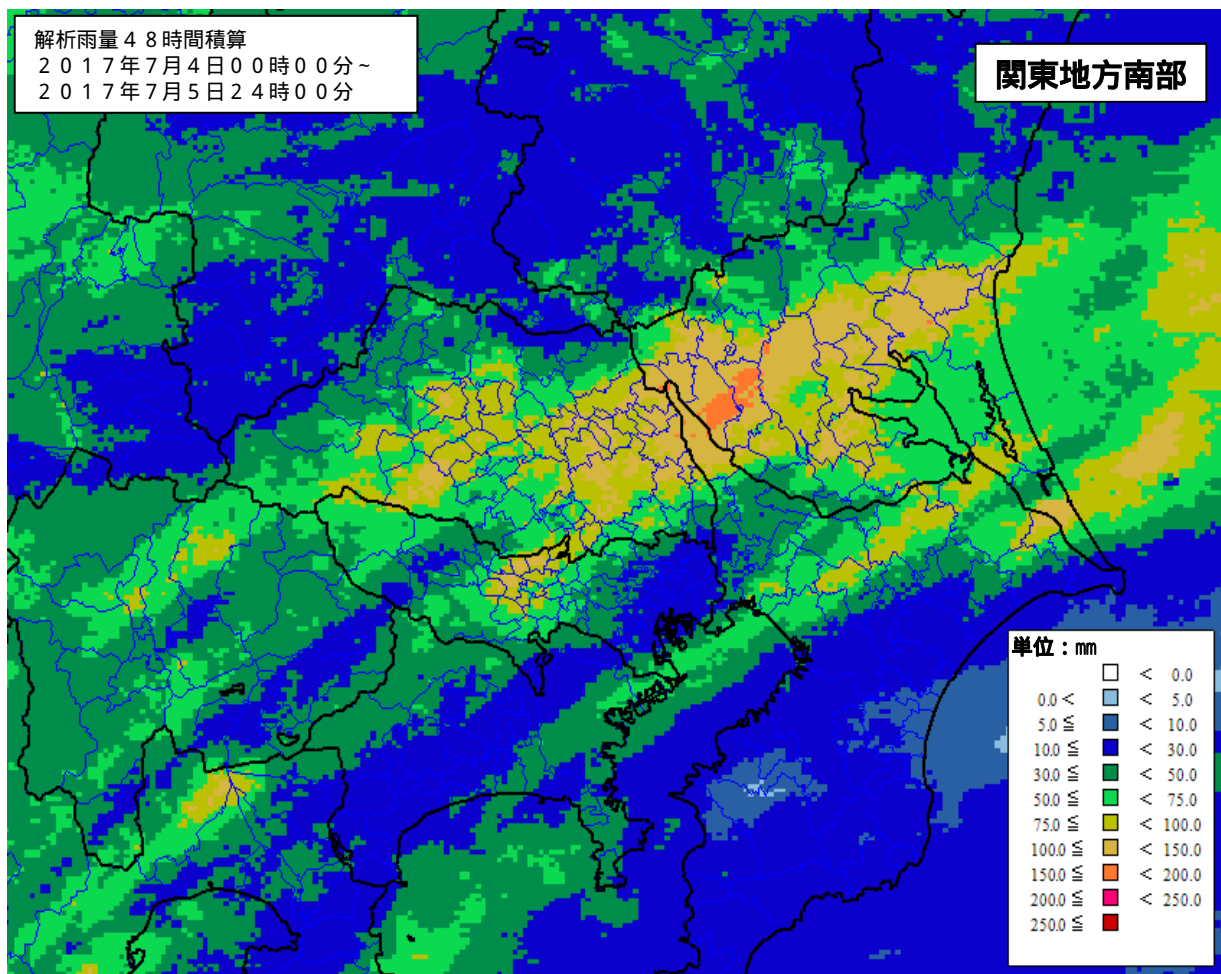 解析雨量４８時間積算
２０１７年７月４日００時００分～
２０１７年７月５日２４時００分
関東地方南部
単位：㎜
< 0.0
0.0 < < 5.0
5.0 ≦ < 10.0
10.0 ≦ < 30.0
30.0 ≦ < 50.0
50.0 ≦ < 75.0
75.0 ≦ < 100.0
100.0 ≦ < 150.0
150.0 ≦ < 200.0
200.0 ≦ < 250.0
250.0 ≦